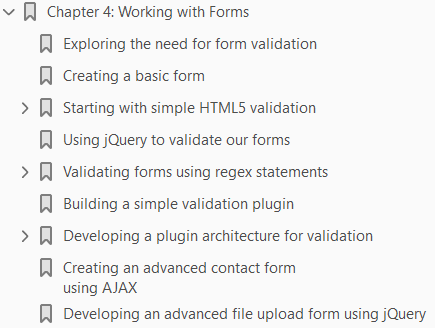 Chapter 4: Working with Forms
Exploring the need for form validation
Creating a basic form
Starting with simple HTML5 validation
Using jQuery to validate our forms
Validating forms using regex statements
Building a simple validation plugin
Developing a plugin architecture for validation
Creating an advanced contact form
using AJAX
Developing an advanced file upload form using jQuery